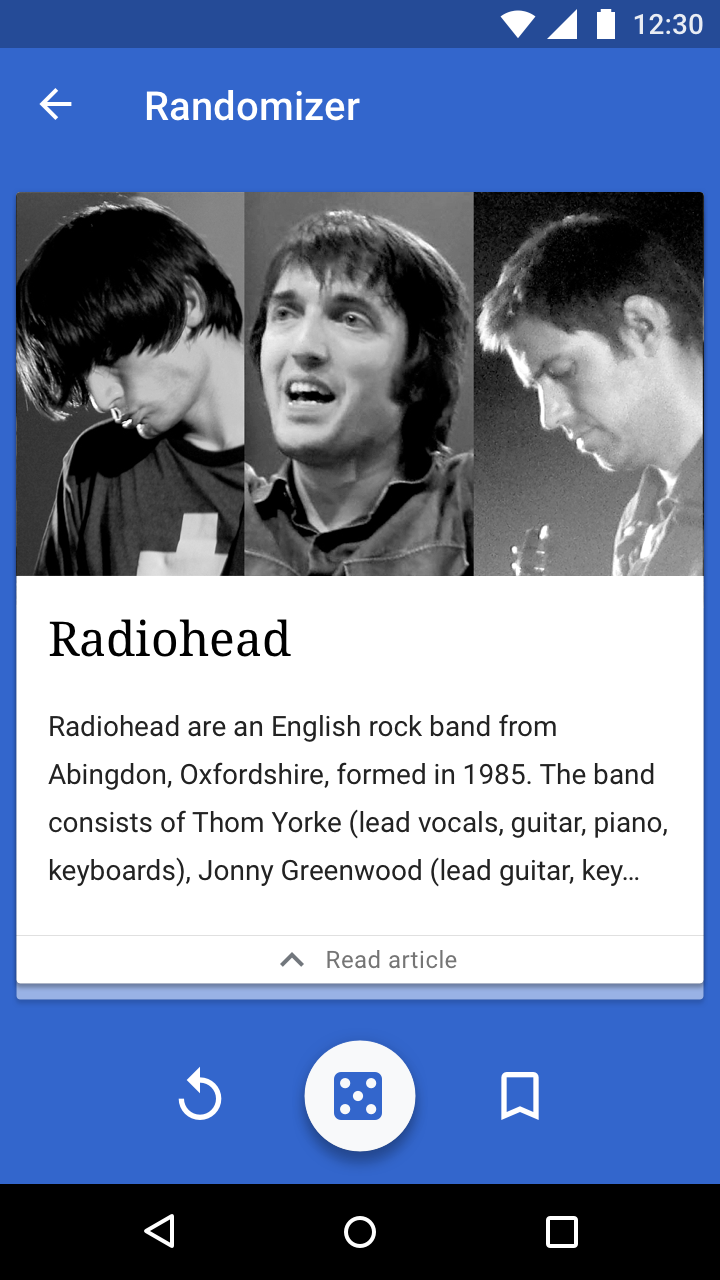 12:30
Randomizer
Radiohead
Radiohead are an English rock band from
Abingdon, Oxfordshire, formed in 1985. The band
consists of Thom Yorke (lead vocals, guitar, piano,
keyboards), Jonny Greenwood (lead guitar, key…
Read article